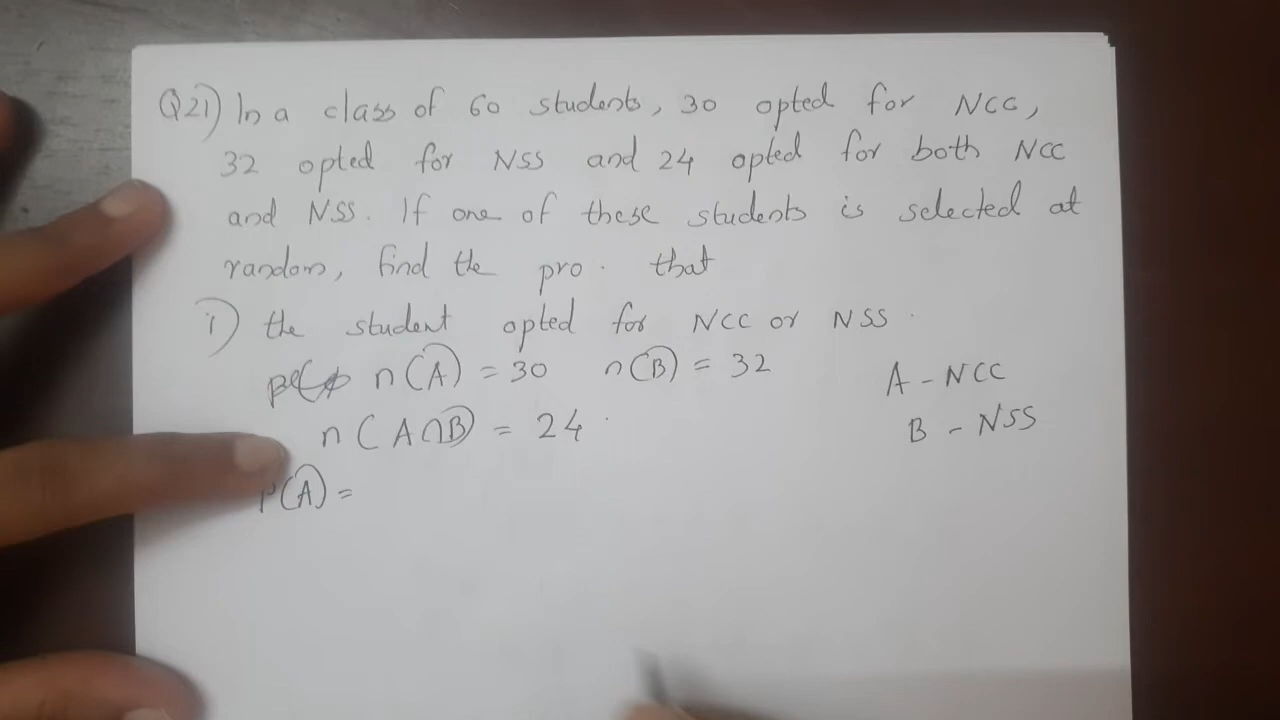 Q21) In a class of 60 students, 30 opted for NCC,
32 opted for NSS and 24 opted for both NCC
and NSS. If one of these students is selected at
random, find the pro. that
i) the student opted for NCC or NSS.
n(A) = 30 n(B) = 32 A - NCC
n(A∩B) = 24. B - NSS
P(A) =